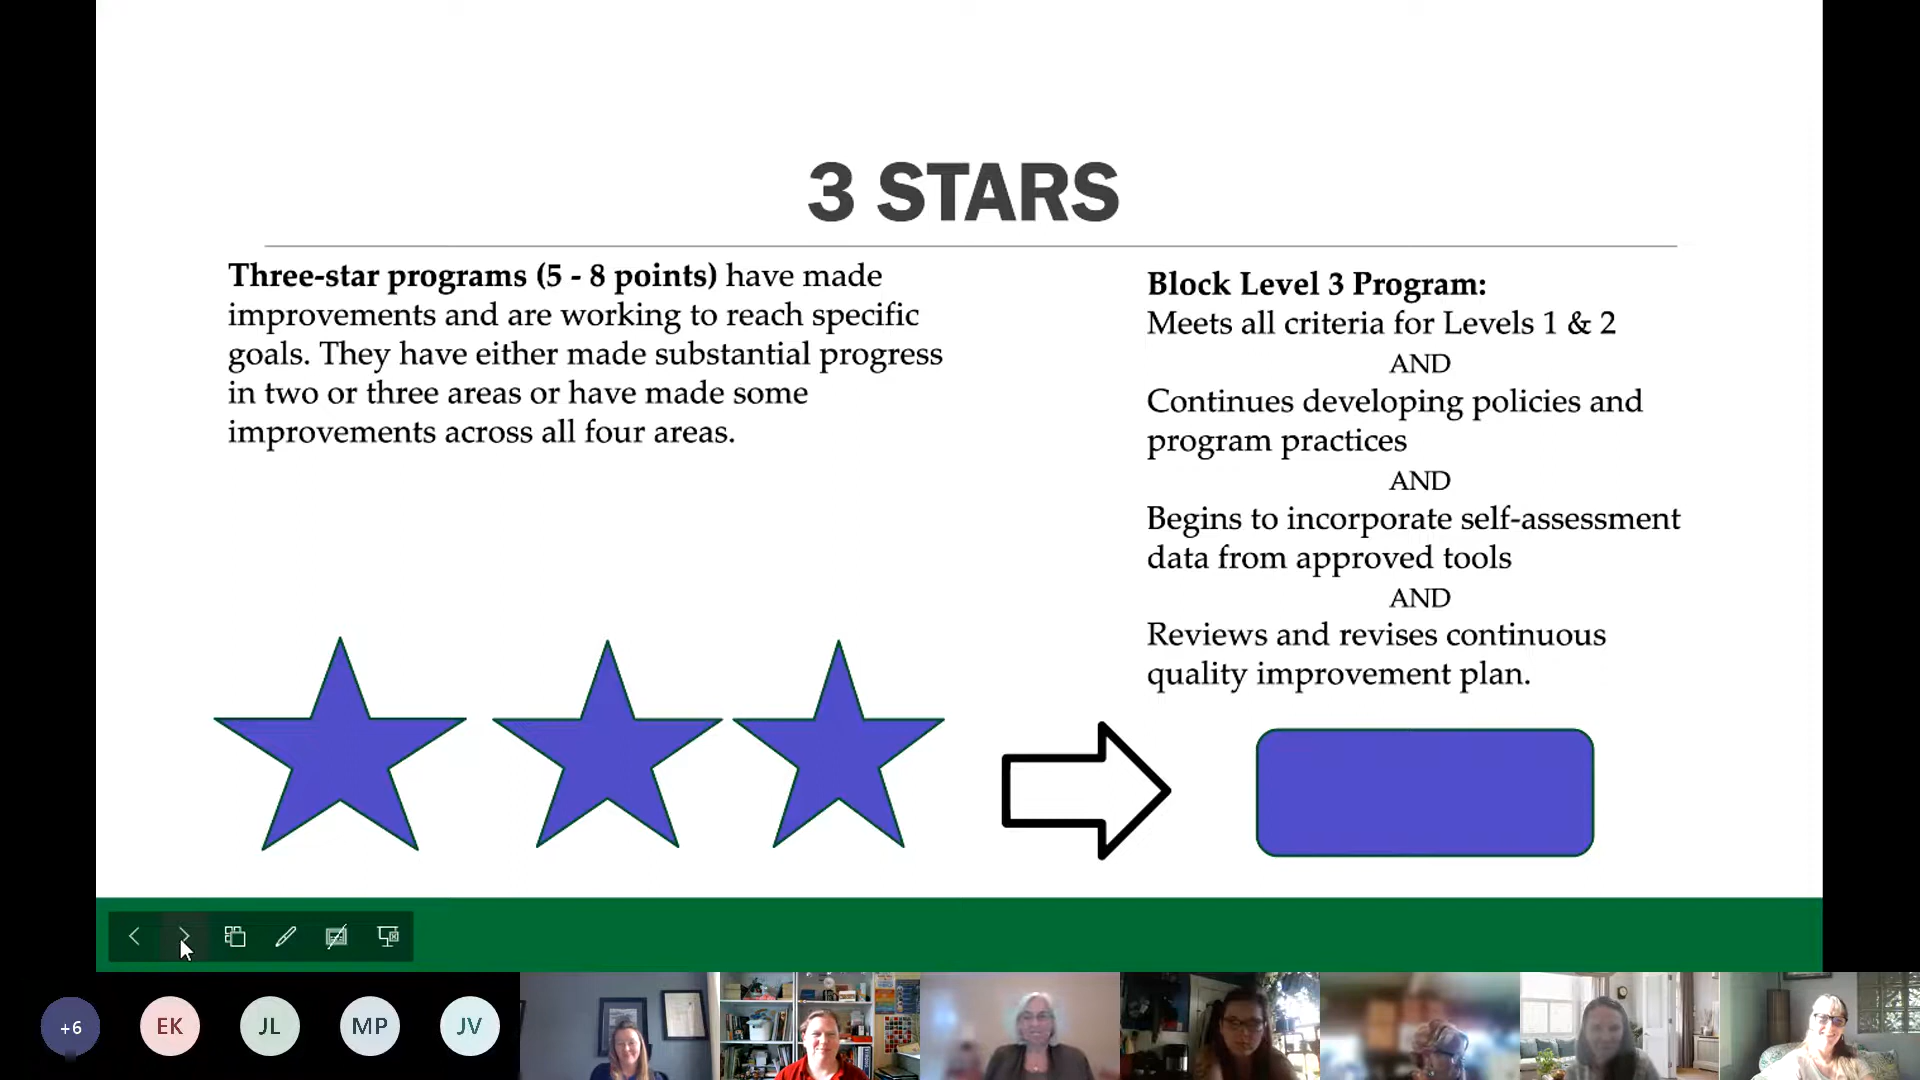 3 STARS
Three-star programs (5 - 8 points) have made
improvements and are working to reach specific
goals. They have either made substantial progress
in two or three areas or have made some
improvements across all four areas.
Block Level 3 Program:
Meets all criteria for Levels 1 & 2
AND
Continues developing policies and
program practices
AND
Begins to incorporate self-assessment
data from approved tools
AND
Reviews and revises continuous
quality improvement plan.
+6
EK
JL
MP
JV